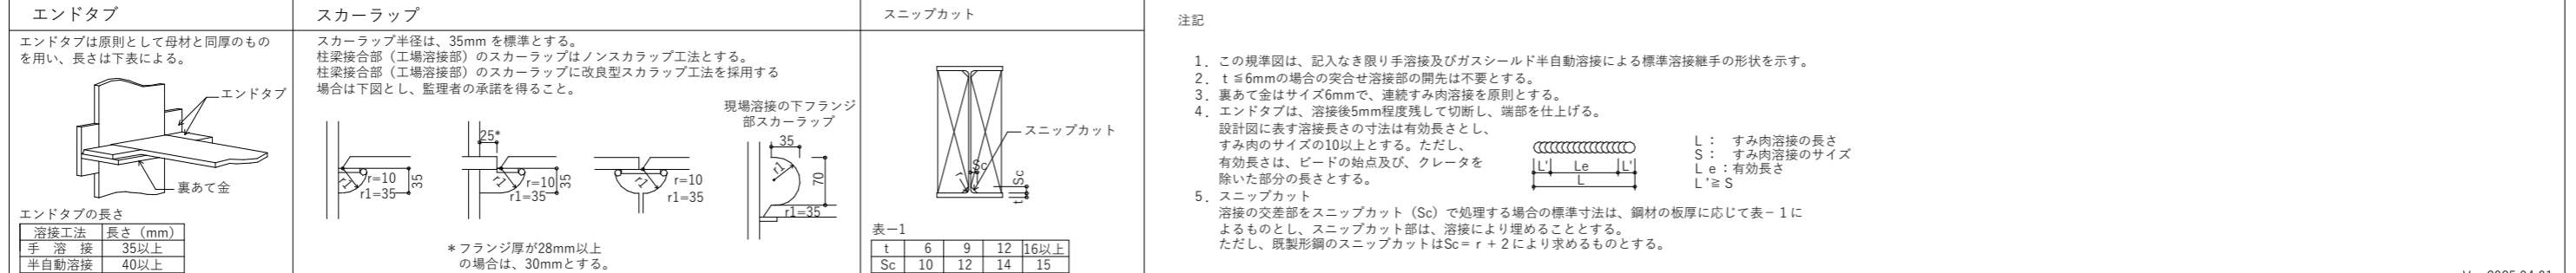 エンドタブ
エンドタブは原則として母材と同厚のもの
を用い、長さは下表による。
エンドタブ
裏あて金
エンドタブの長さ
溶接工法 長さ（mm）
手 溶 接 35以上
半自動溶接 40以上
スカーラップ
スカーラップ半径は、35mm を標準とする。
柱梁接合部（工場溶接部）のスカーラップはノンスカラップ工法とする。
柱梁接合部（工場溶接部）のスカーラップに改良型スカラップ工法を採用する
場合は下図とし、監理者の承諾を得ること。
r1
r=10
r1=35
35
25*
r1
r=10
r1=35
35
r1
r=10
r1=35
現場溶接の下フランジ
部スカーラップ
35
r1
70
r1=35
＊フランジ厚が28mm以上
の場合は、30mmとする。
スニップカット
スニップカット
Sc
r
Sc
t
表ー1
t 6 9 12 16以上
Sc 10 12 14 15
注記
1．この規準図は、記入なき限り手溶接及びガスシールド半自動溶接による標準溶接継手の形状を示す。
2．ｔ≦6mmの場合の突合せ溶接部の開先は不要とする。
3．裏あて金はサイズ6mmで、連続すみ肉溶接を原則とする。
4．エンドタブは、溶接後5mm程度残して切断し、端部を仕上げる。
設計図に表す溶接長さの寸法は有効長さとし、
すみ肉のサイズの10以上とする。ただし、
有効長さは、ビードの始点及び、クレータを
除いた部分の長さとする。
L' Le L'
L
L： すみ肉溶接の長さ
S： すみ肉溶接のサイズ
Ｌe：有効長さ
L'≧S
5．スニップカット
溶接の交差部をスニップカット（Sc）で処理する場合の標準寸法は、鋼材の板厚に応じて表－１に
よるものとし、スニップカット部は、溶接により埋めることとする。
ただし、既製形鋼のスニップカットはSc＝ｒ＋２により求めるものとする。